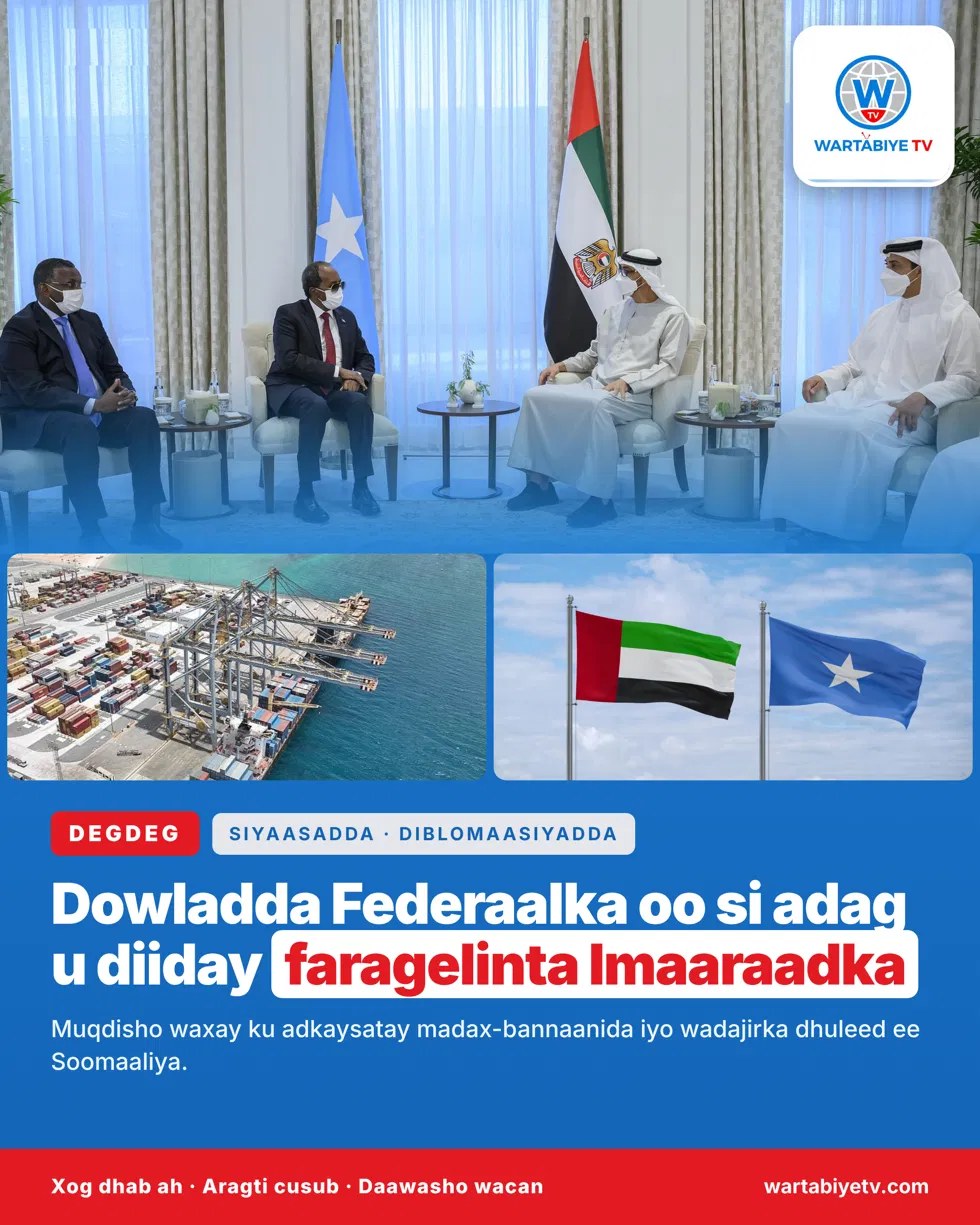 W
TV
WARTABIYE TV
DEGDEG
SIYAASADDA · DIBLOMAASIYADDA
Dowladda Federaalka oo si adag
u diiday faragelinta Imaaraadka
Muqdisho waxay ku adkaysatay madax-bannaanida iyo wadajirka dhuleed ee
Soomaaliya.
Xog dhab ah · Aragti cusub · Daawasho wacan
wartabiyetv.com